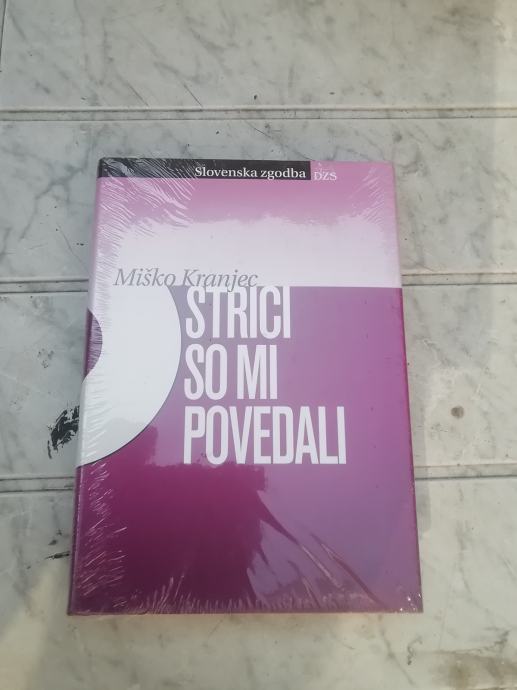 Slovenska zgodba DZS
Miško Kranjec
STRICI
SO MI
POVEDALI